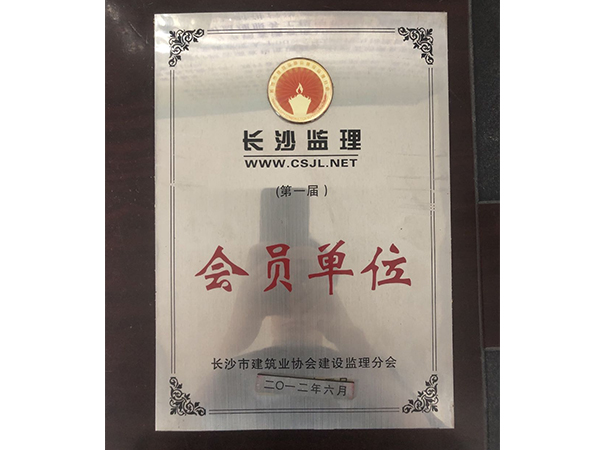 长沙监理
WWW.CSJL.NET
(第一届)
会员单位
长沙市建筑业协会建设监理分会
二〇一二年六月